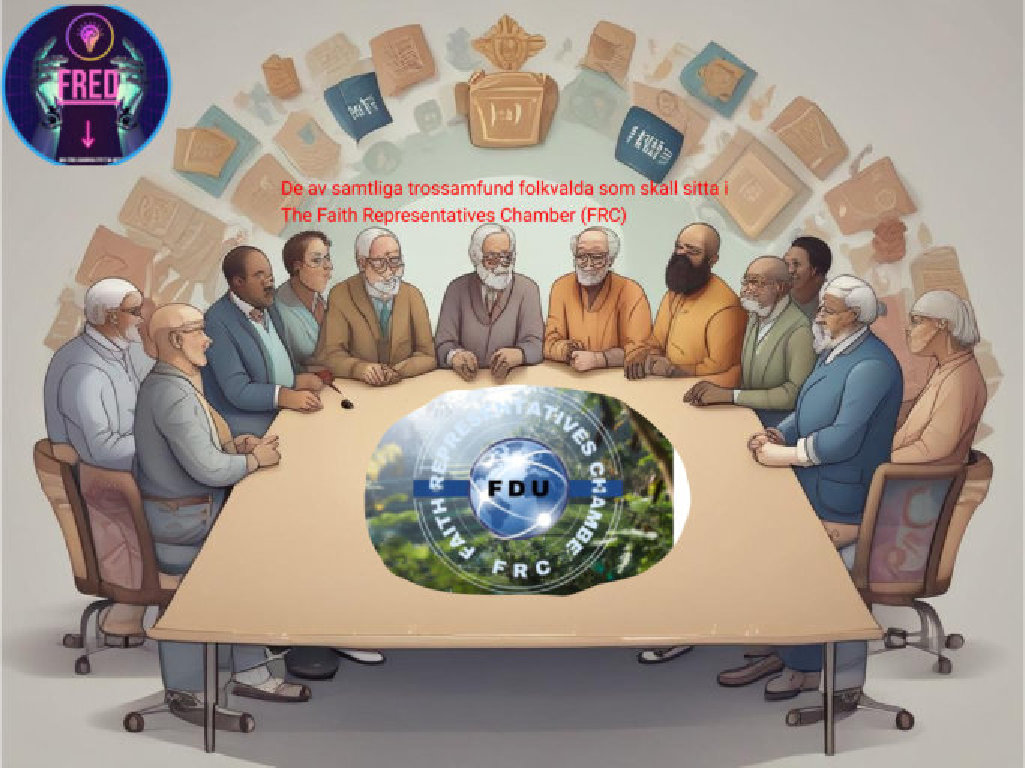 FRED
De av samtliga trossamfund folkvalda som skall sitta i
The Faith Representatives Chamber (FRC)
FAITH REPRESENTATIVES CHAMBE
FDU
FRC